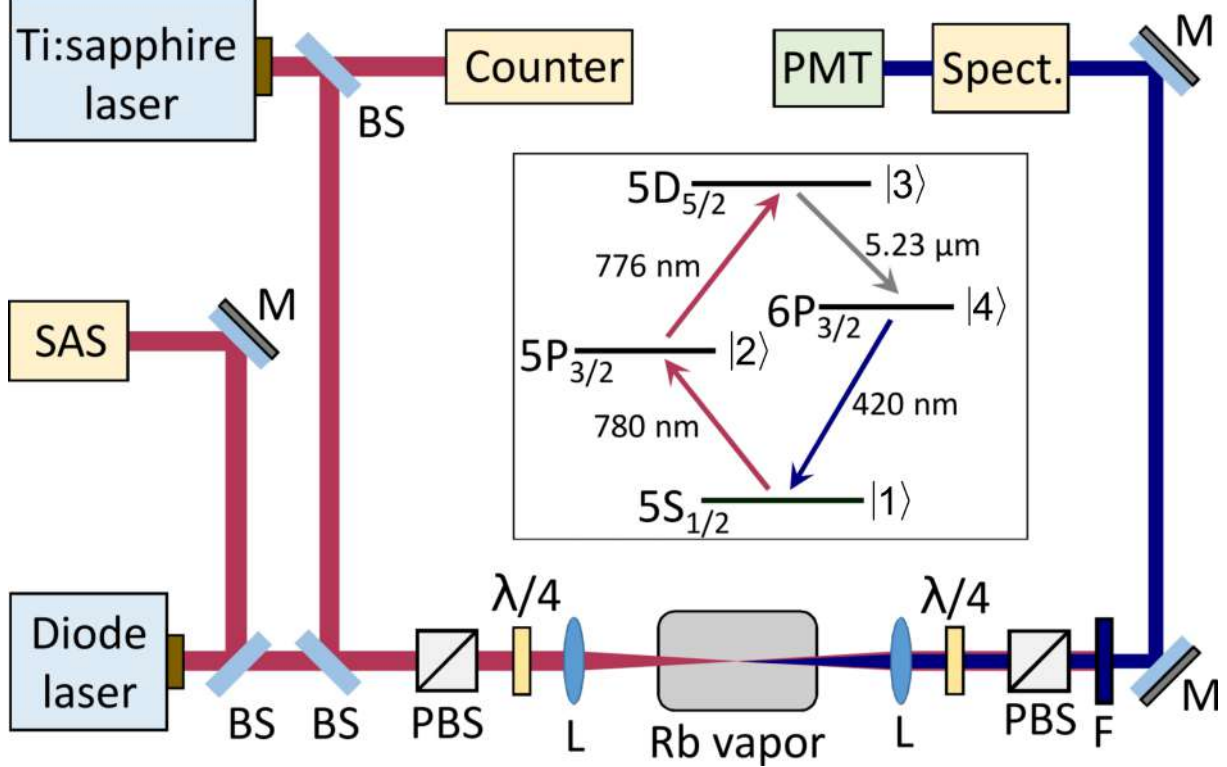 Ti:sapphire
laser
BS
Counter
PMT
Spect.
M
5D5/2
|3⟩
776 nm
5.23 μm
6P3/2
|4⟩
5P3/2
|2⟩
780 nm
420 nm
5S1/2
|1⟩
SAS
M
Diode
laser
BS
BS
PBS
λ/4
L
Rb vapor
L
λ/4
PBS
F
M